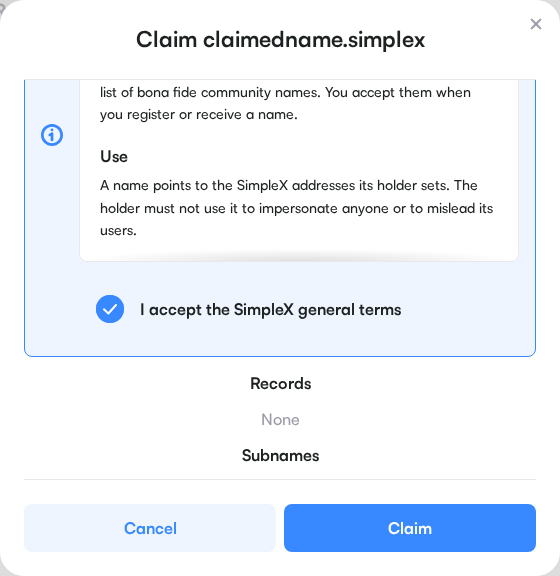 Claim claimedname.simplex
list of bona fide community names. You accept them when
you register or receive a name.
Use
A name points to the SimpleX addresses its holder sets. The
holder must not use it to impersonate anyone or to mislead its
users.
I accept the SimpleX general terms
Records
None
Subnames
Cancel
Claim